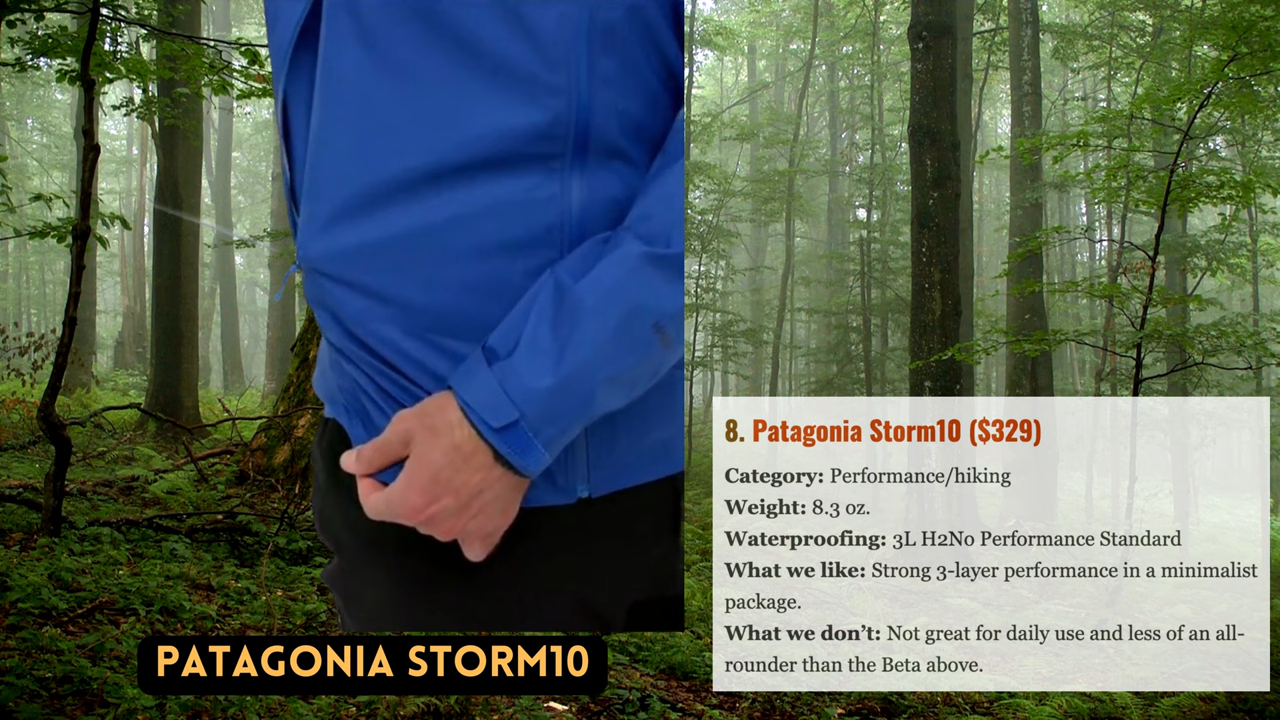 8. Patagonia Storm10 ($329)
Category: Performance/hiking
Weight: 8.3 oz.
Waterproofing: 3L H2No Performance Standard
What we like: Strong 3-layer performance in a minimalist
package.
What we don’t: Not great for daily use and less of an all-
rounder than the Beta above.
PATAGONIA STORM10